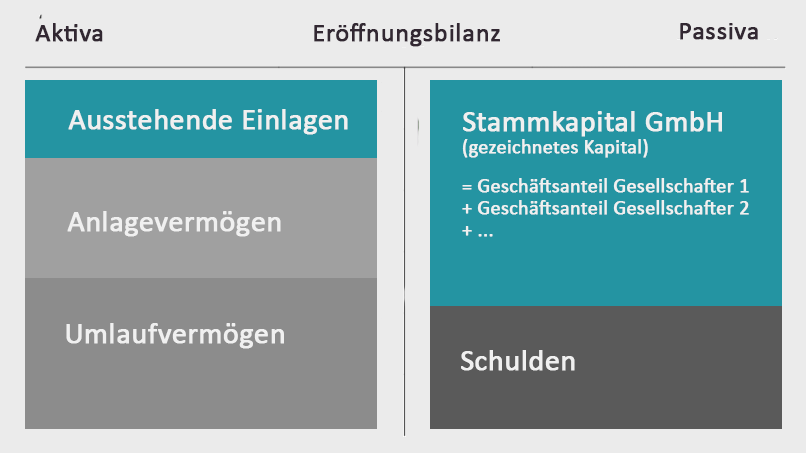 Aktiva
Eröffnungsbilanz
Passiva
Ausstehende Einlagen
Anlagevermögen
Umlaufvermögen
Stammkapital GmbH
(gezeichnetes Kapital)
= Geschäftsanteil Gesellschafter 1
+ Geschäftsanteil Gesellschafter 2
+ ...
Schulden